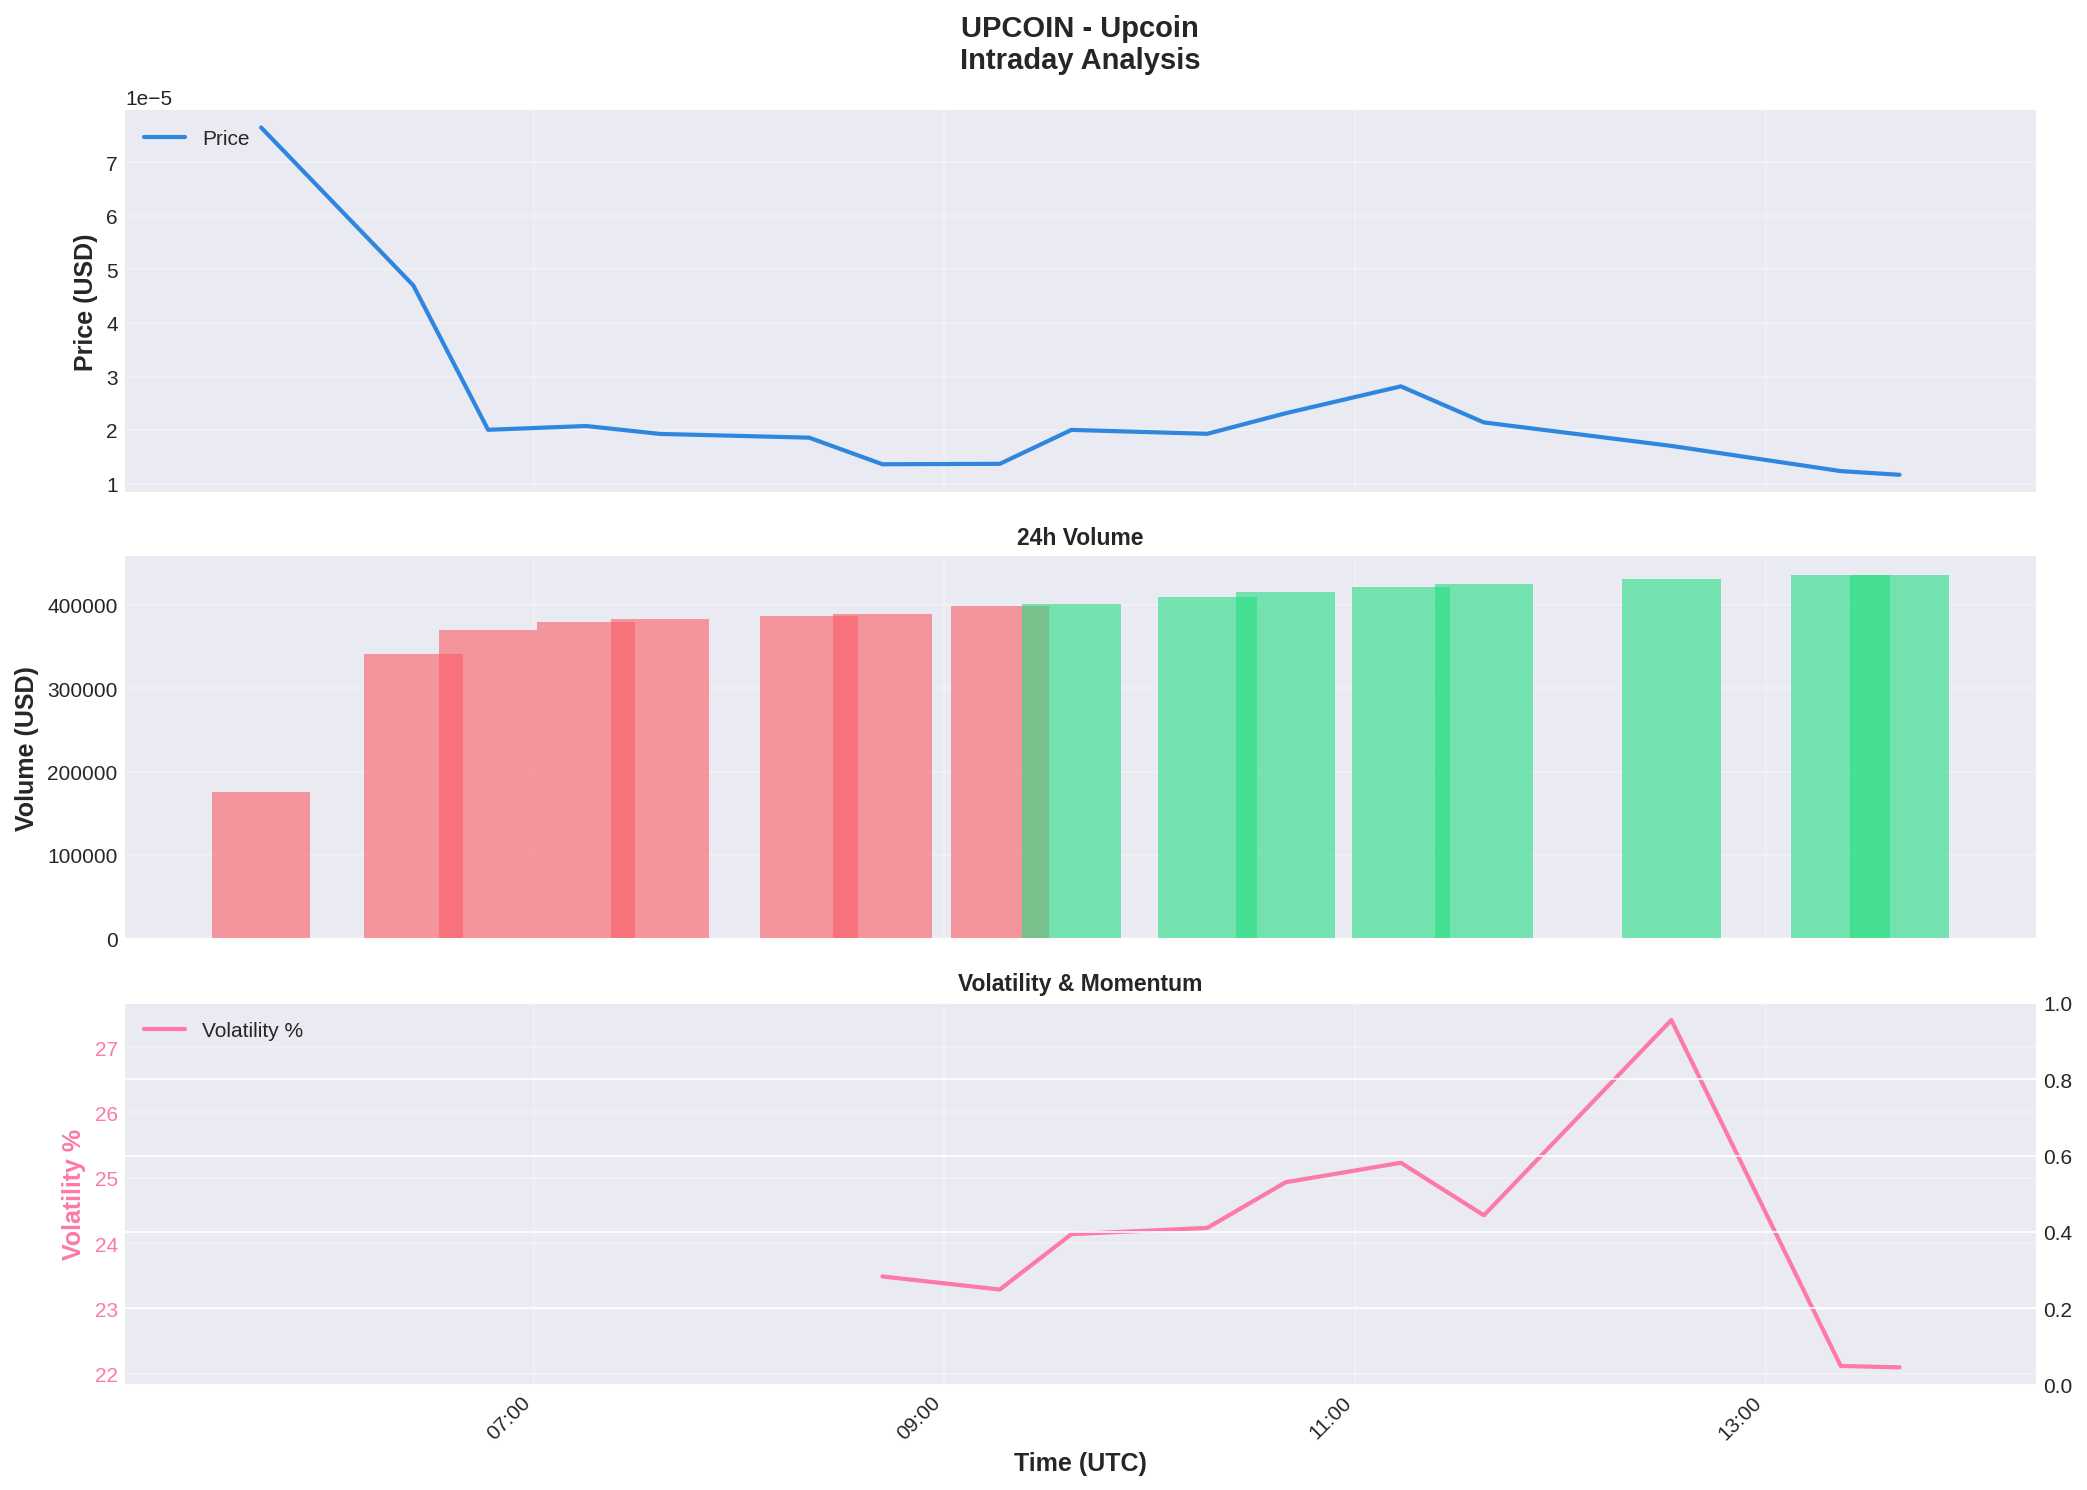 UPCOIN - Upcoin
Intraday Analysis
1e−5
Price
7
6
5
4
3
2
1
Price (USD)
24h Volume
400000
300000
200000
100000
0
Volume (USD)
Volatility & Momentum
Volatility %
27
26
25
24
23
22
Volatility %
1.0
0.8
0.6
0.4
0.2
0.0
07:00
09:00
11:00
13:00
Time (UTC)